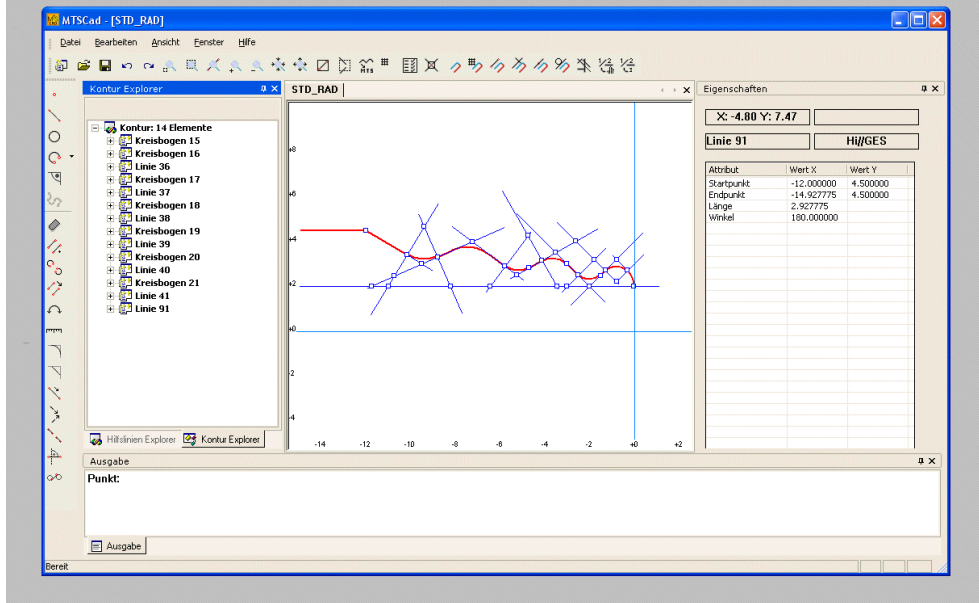 MTSCad - [STD_RAD]
Datei Bearbeiten Ansicht Fenster Hilfe
MTS
Kontur Explorer
Kontur: 14 Elemente
Kreisbogen 15
Kreisbogen 16
Linie 36
Kreisbogen 17
Linie 37
Kreisbogen 18
Linie 38
Kreisbogen 19
Linie 39
Kreisbogen 20
Linie 40
Kreisbogen 21
Linie 41
Linie 91
Hilfslinien Explorer Kontur Explorer
STD_RAD
+8
+6
+4
+2
+0
-2
-4
-14 -12 -10 -8 -6 -4 -2 +0 +2
Eigenschaften
X: -4.80 Y: 7.47
Linie 91 Hi//GES
Attribut Wert X Wert Y
Startpunkt -12.000000 4.500000
Endpunkt -14.927775 4.500000
Länge 2.927775
Winkel 180.000000
Ausgabe
Punkt:
Ausgabe
Bereit